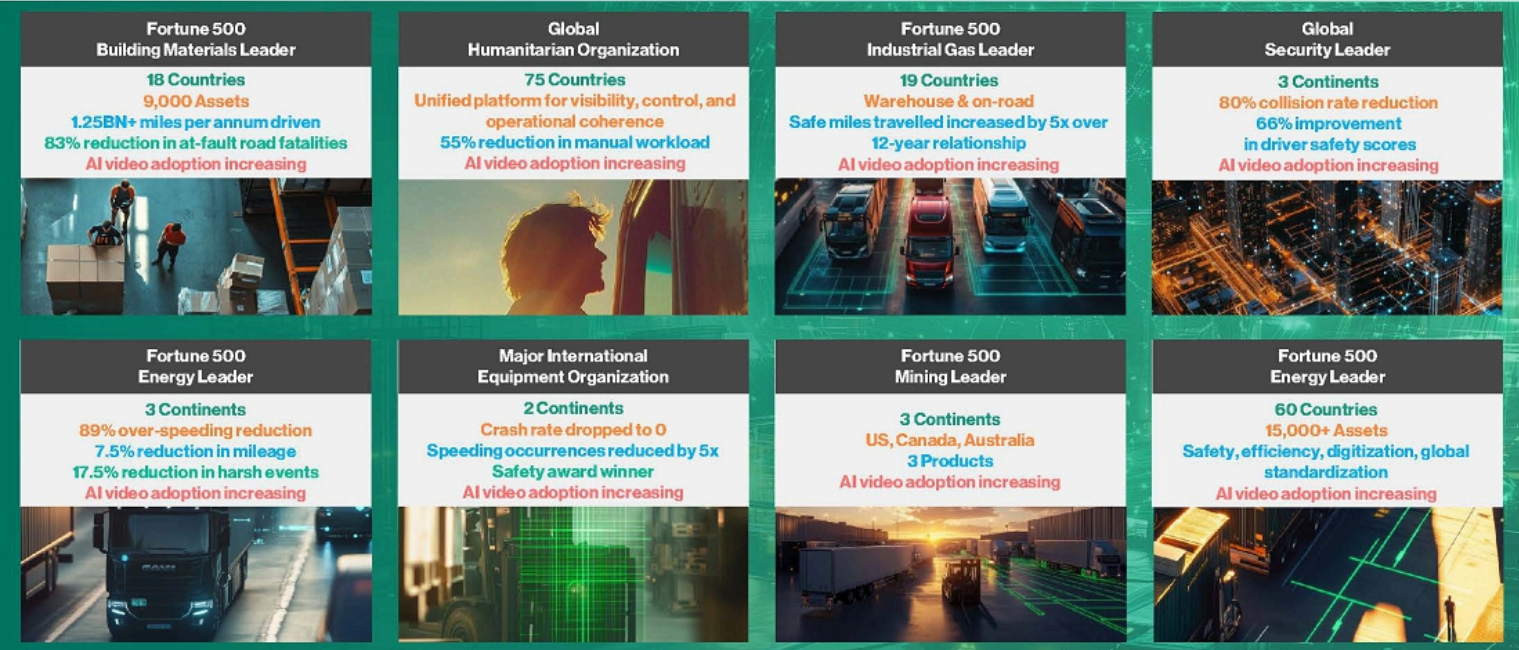 Fortune 500
Building Materials Leader
18 Countries
9,000 Assets
1.25BN+ miles per annum driven
83% reduction in at-fault road fatalities
AI video adoption increasing
Global
Humanitarian Organization
75 Countries
Unified platform for visibility, control, and
operational coherence
55% reduction in manual workload
AI video adoption increasing
Fortune 500
Industrial Gas Leader
19 Countries
Warehouse & on-road
Safe miles travelled increased by 5x over
12-year relationship
AI video adoption increasing
Global
Security Leader
3 Continents
80% collision rate reduction
66% improvement
in driver safety scores
AI video adoption increasing
Fortune 500
Energy Leader
3 Continents
89% over-speeding reduction
7.5% reduction in mileage
17.5% reduction in harsh events
AI video adoption increasing
Major International
Equipment Organization
2 Continents
Crash rate dropped to 0
Speeding occurrences reduced by 5x
Safety award winner
AI video adoption increasing
Fortune 500
Mining Leader
3 Continents
US, Canada, Australia
3 Products
AI video adoption increasing
Fortune 500
Energy Leader
60 Countries
15,000+ Assets
Safety, efficiency, digitization, global
standardization
AI video adoption increasing